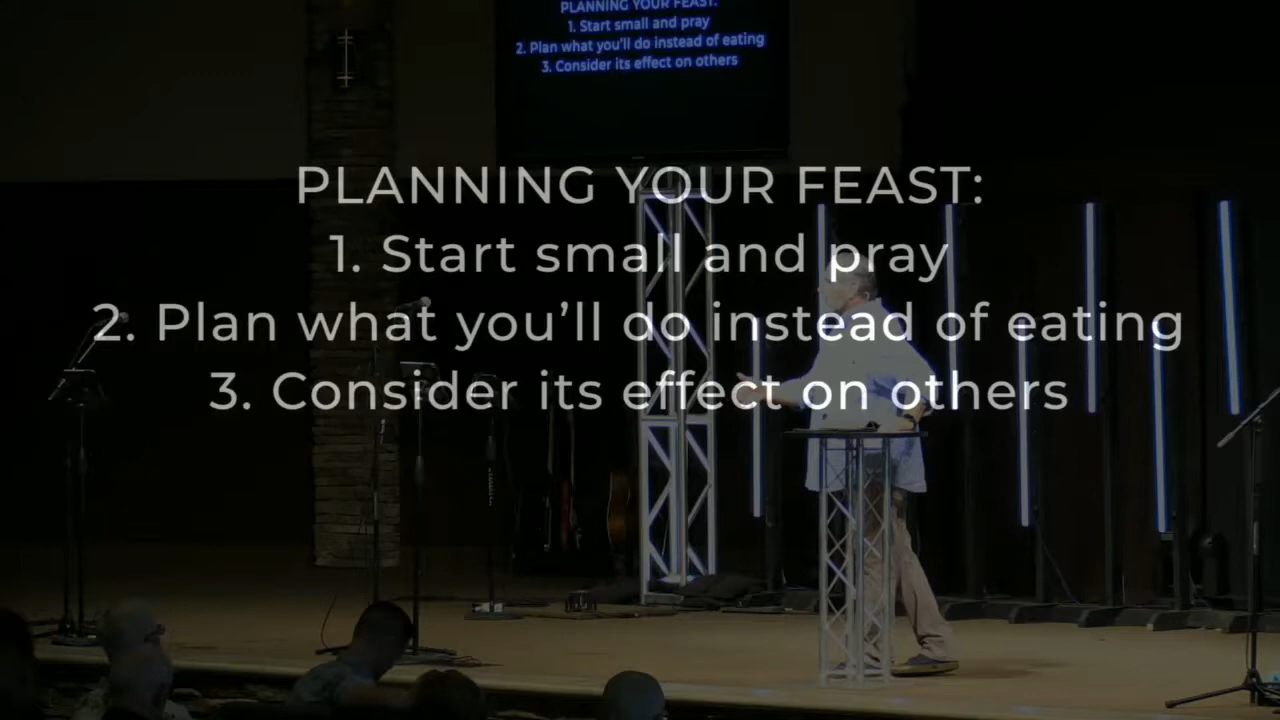 PLANNING YOUR FEAST:
1. Start small and pray
2. Plan what you'll do instead of eating
3. Consider its effect on others
PLANNING YOUR FEAST:
1. Start small and pray
2. Plan what you’ll do instead of eating
3. Consider its effect on others